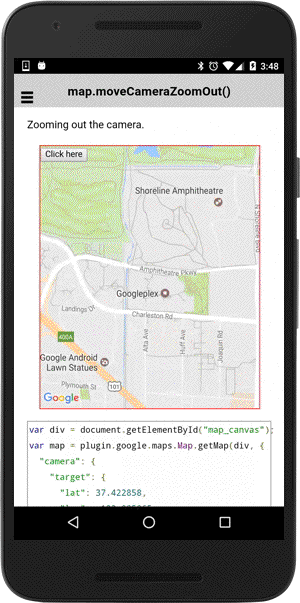 3:48
map.moveCameraZoomOut()
Zooming out the camera.
Click here
Shoreline Amphitheatre
N Shoreline Blvd
Amphitheatre Pkwy
Googleplex
Landings Dr
Charleston Rd
400A
Alta Ave
Huff Ave
Joaquin Rd
Google Android
Lawn Statues
Plymouth St
101
Google
var div = document.getElementById("map_canvas");
var map = plugin.google.maps.Map.getMap(div, {
"camera": {
"target": {
"lat": 37.422858,